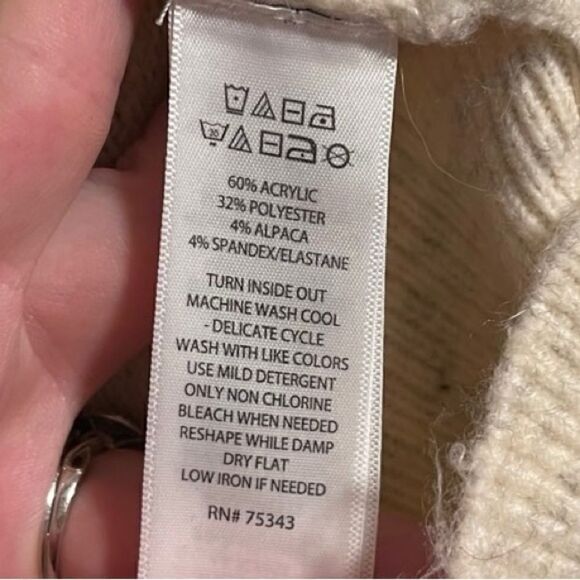 60% ACRYLIC
32% POLYESTER
4% ALPACA
4% SPANDEX/ELASTANE
TURN INSIDE OUT
MACHINE WASH COOL
- DELICATE CYCLE
WASH WITH LIKE COLORS
USE MILD DETERGENT
ONLY NON CHLORINE
BLEACH WHEN NEEDED
RESHAPE WHILE DAMP
DRY FLAT
LOW IRON IF NEEDED
RN# 75343